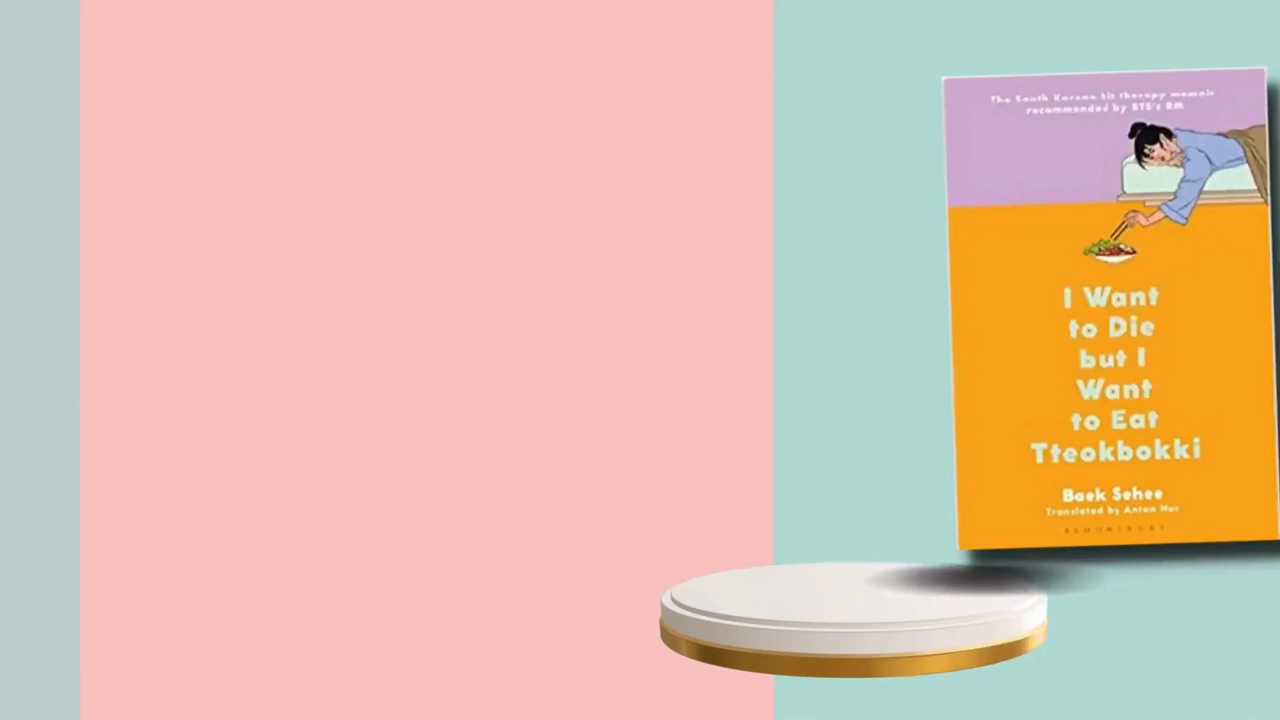 The South Korean hit therapy memoir
recommended by BTS's RM
I Want
to Die
but I
Want
to Eat
Tteokbokki
Baek Sehee
Translated by Anton Hur
BLOOMSBURY